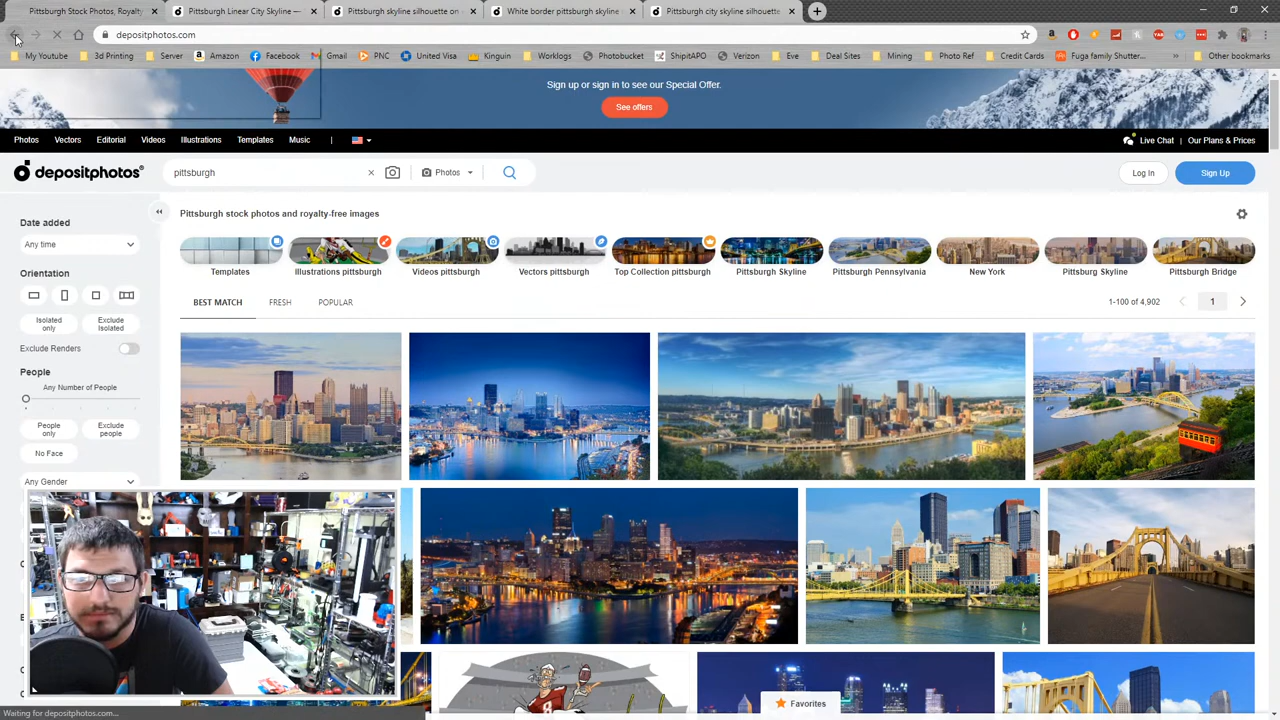 Pittsburgh Stock Photos, Royalty
Pittsburgh Linear City Skyline —
Pittsburgh skyline silhouette on
White border pittsburgh skyline
Pittsburgh city skyline silhouette
depositphotos.com
My Youtube
3d Printing
Server
Amazon
Facebook
Gmail
PNC
United Visa
Kinguin
Worklogs
Photobucket
ShipitAPO
Verizon
Eve
Deal Sites
Mining
Photo Ref
Credit Cards
Fuga family Shutter...
Other bookmarks
Sign up or sign in to see our Special Offer.
See offers
Photos
Vectors
Editorial
Videos
Illustrations
Templates
Music
Live Chat
Our Plans & Prices
depositphotos®
pittsburgh
Photos
Log In
Sign Up
Date added
Any time
Orientation
Isolated only
Exclude Isolated
Exclude Renders
People
Any Number of People
People only
Exclude people
No Face
Any Gender
Pittsburgh stock photos and royalty-free images
Templates
Illustrations pittsburgh
Videos pittsburgh
Vectors pittsburgh
Top Collection pittsburgh
Pittsburgh Skyline
Pittsburgh Pennsylvania
New York
Pittsburg Skyline
Pittsburgh Bridge
BEST MATCH
FRESH
POPULAR
1-100 of 4,902
1
Favorites
Waiting for depositphotos.com...